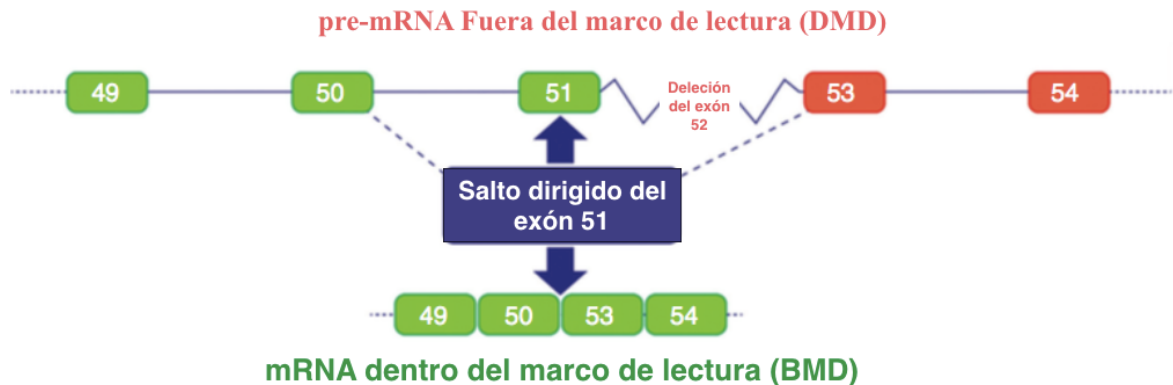 pre-mRNA Fuera del marco de lectura (DMD)
49 50 51 Deleción del exón 52 53 54
Salto dirigido del
exón 51
49 50 53 54
mRNA dentro del marco de lectura (BMD)